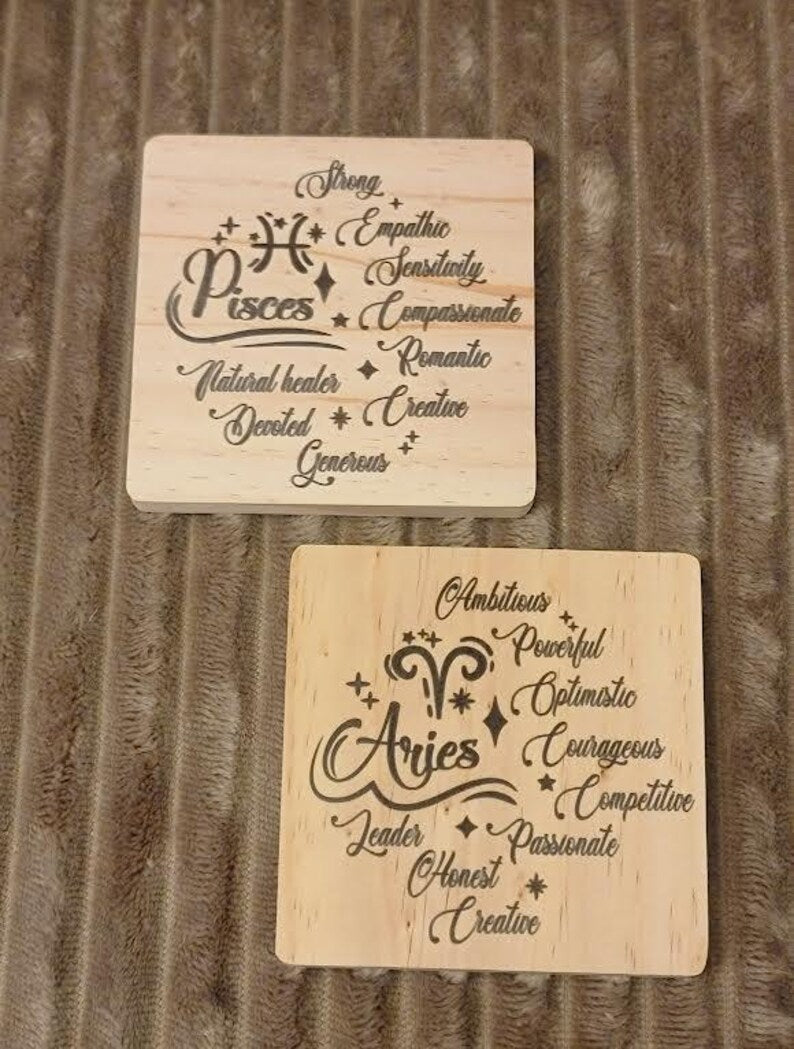 Strong
Empathic
Sensitivity
Pisces
Compassionate
Romantic
Natural healer
Creative
Devoted
Generous
Ambitious
Powerful
Optimistic
Aries
Courageous
Competitive
Leader
Passionate
Honest
Creative